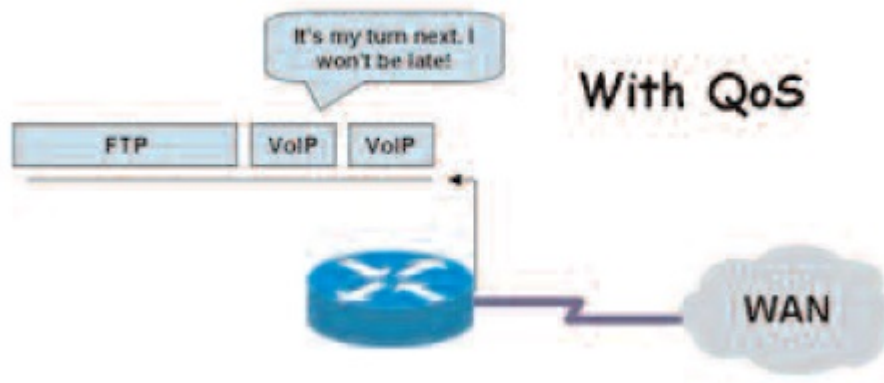 It's my turn next. I
won't be late!
With QoS
FTP
VoIP
VoIP
WAN